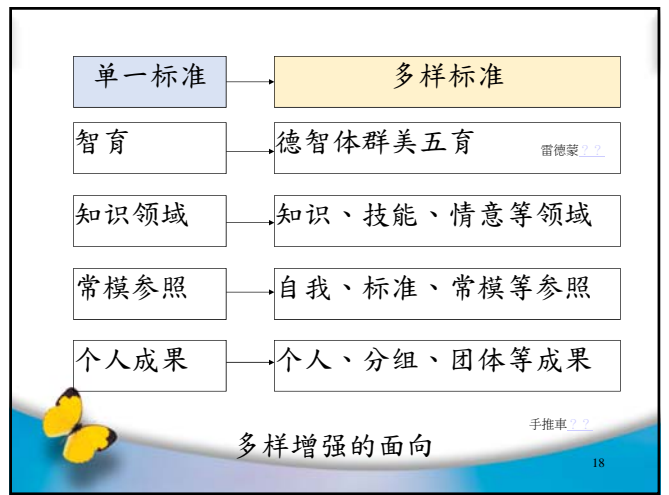 单一标准 多样标准
智育 德智体群美五育 雷德蒙？？
知识领域 知识、技能、情意等领域
常模参照 自我、标准、常模等参照
个人成果 个人、分组、团体等成果
手推車？？
多样增强的面向
18